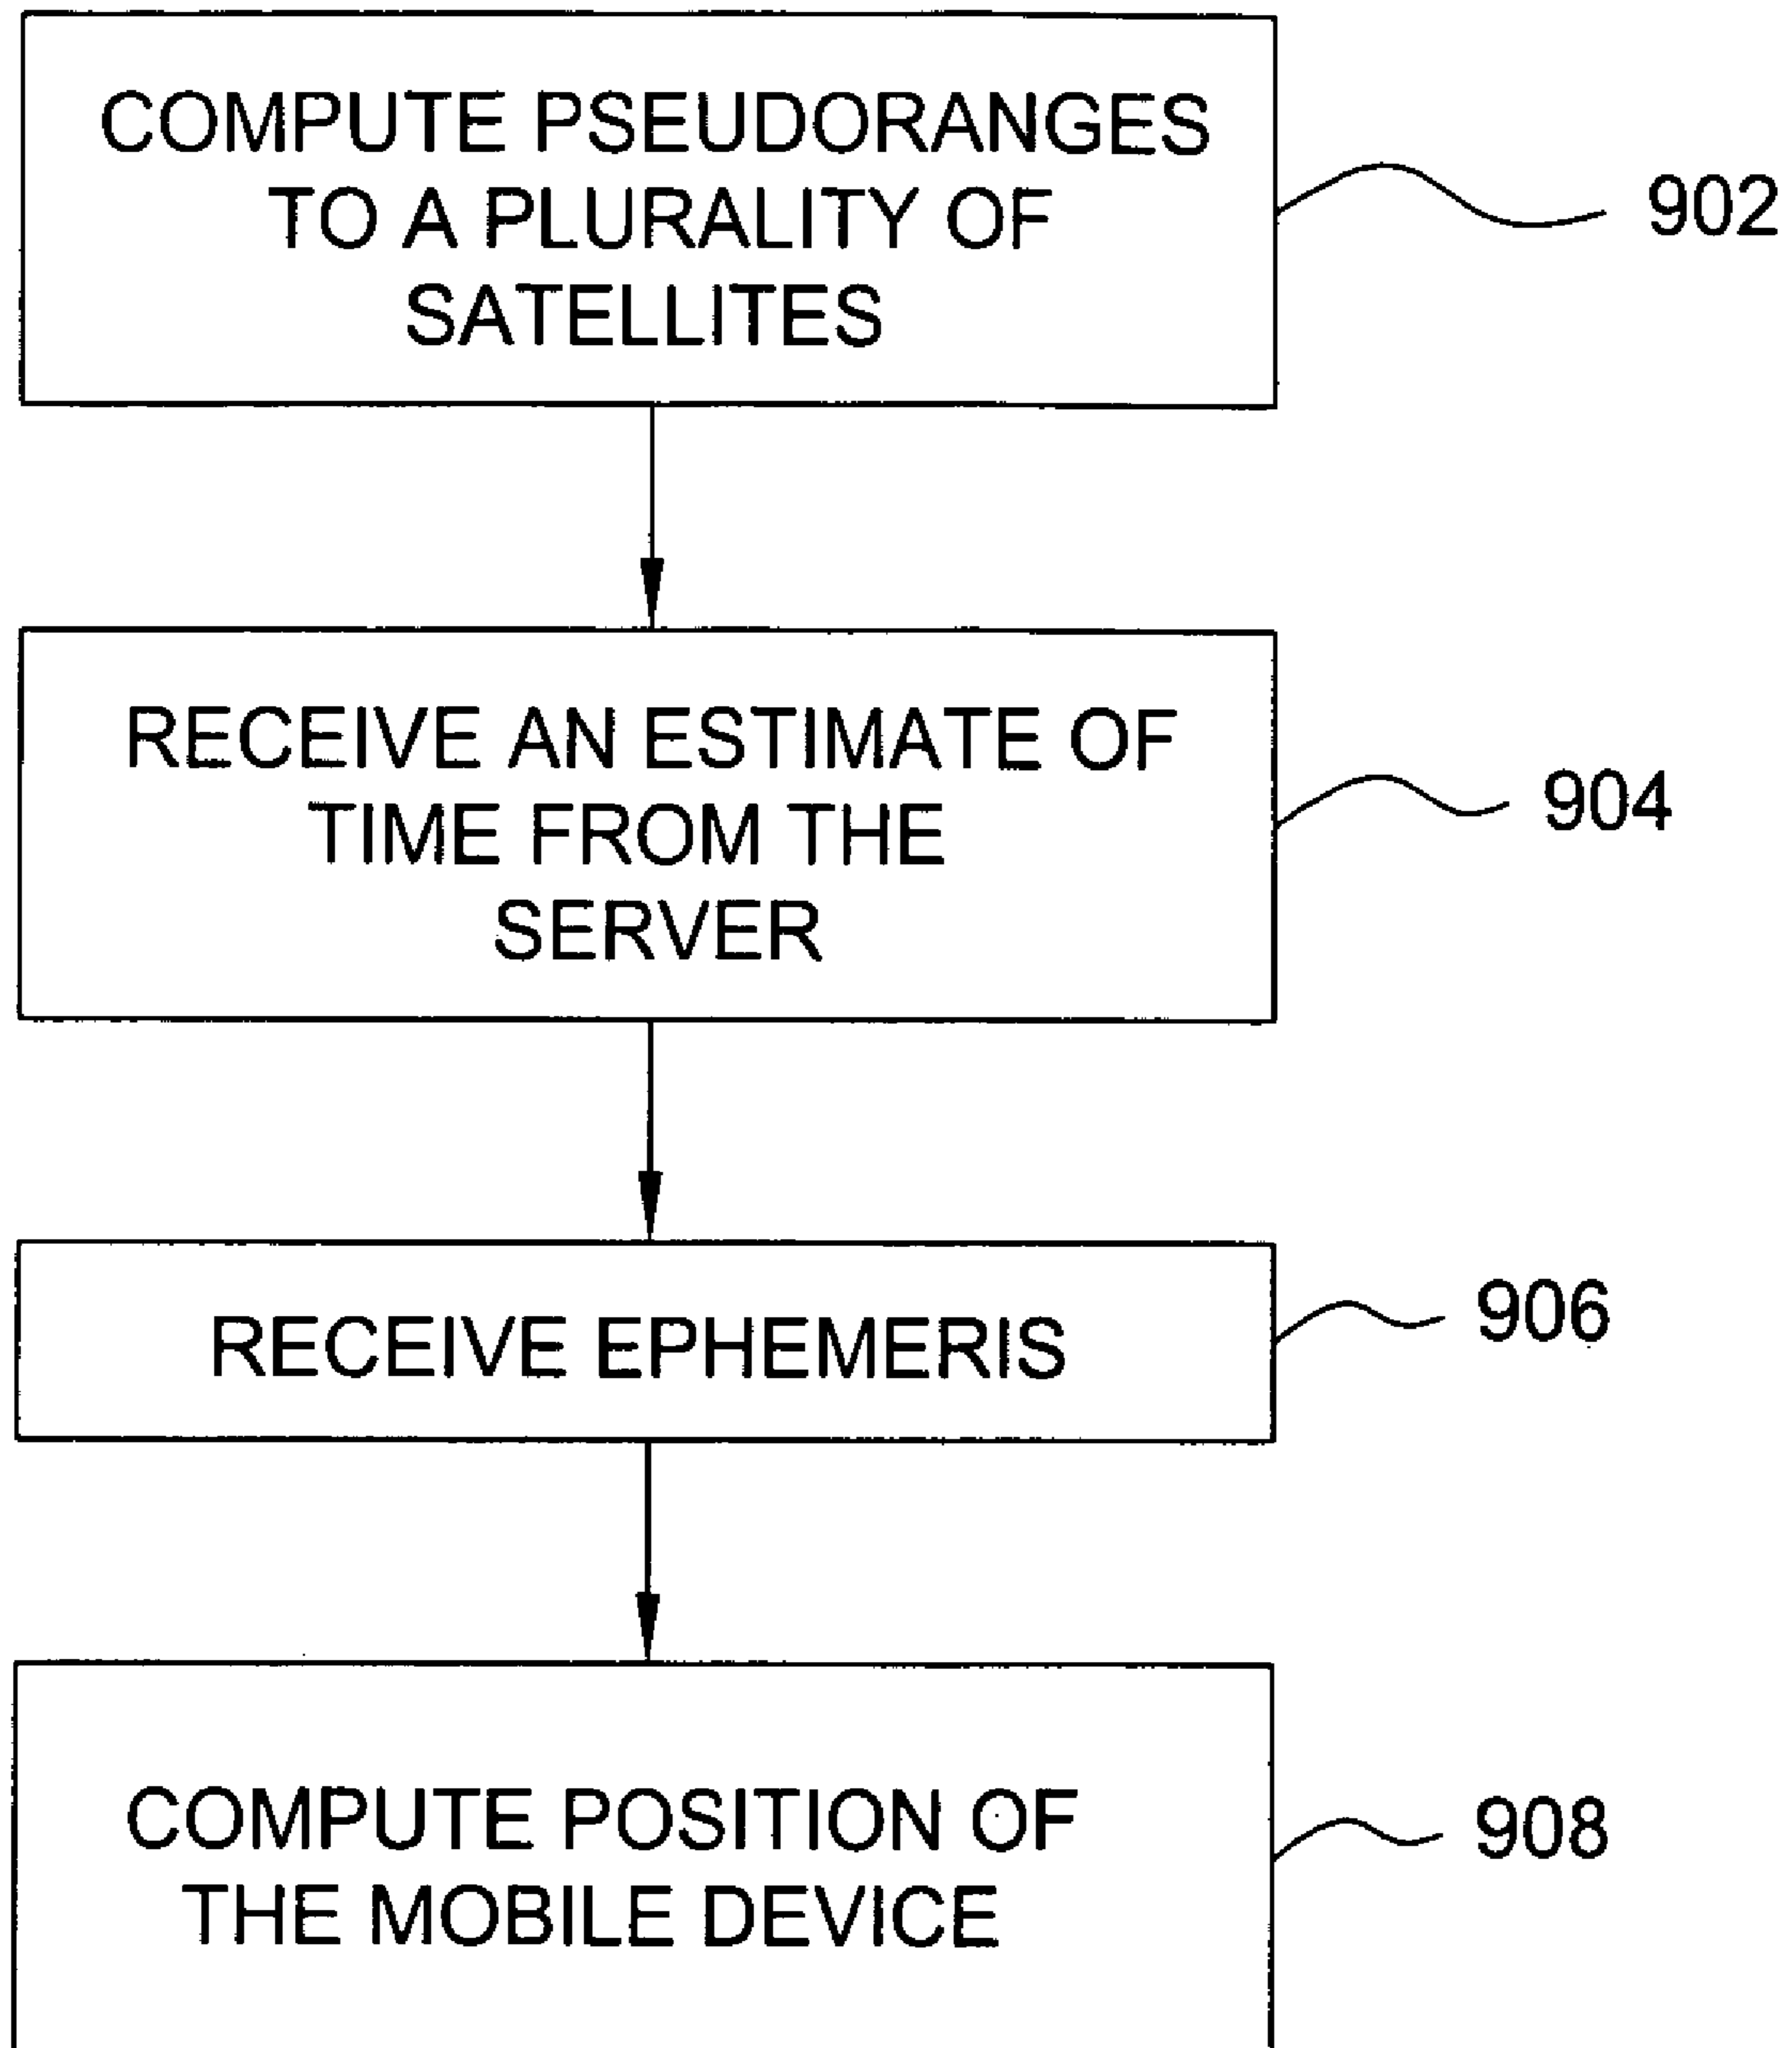 COMPUTE PSEUDORANGES
TO A PLURALITY OF
SATELLITES
902
RECEIVE AN ESTIMATE OF
TIME FROM THE
SERVER
904
RECEIVE EPHEMERIS
906
COMPUTE POSITION OF
THE MOBILE DEVICE
908